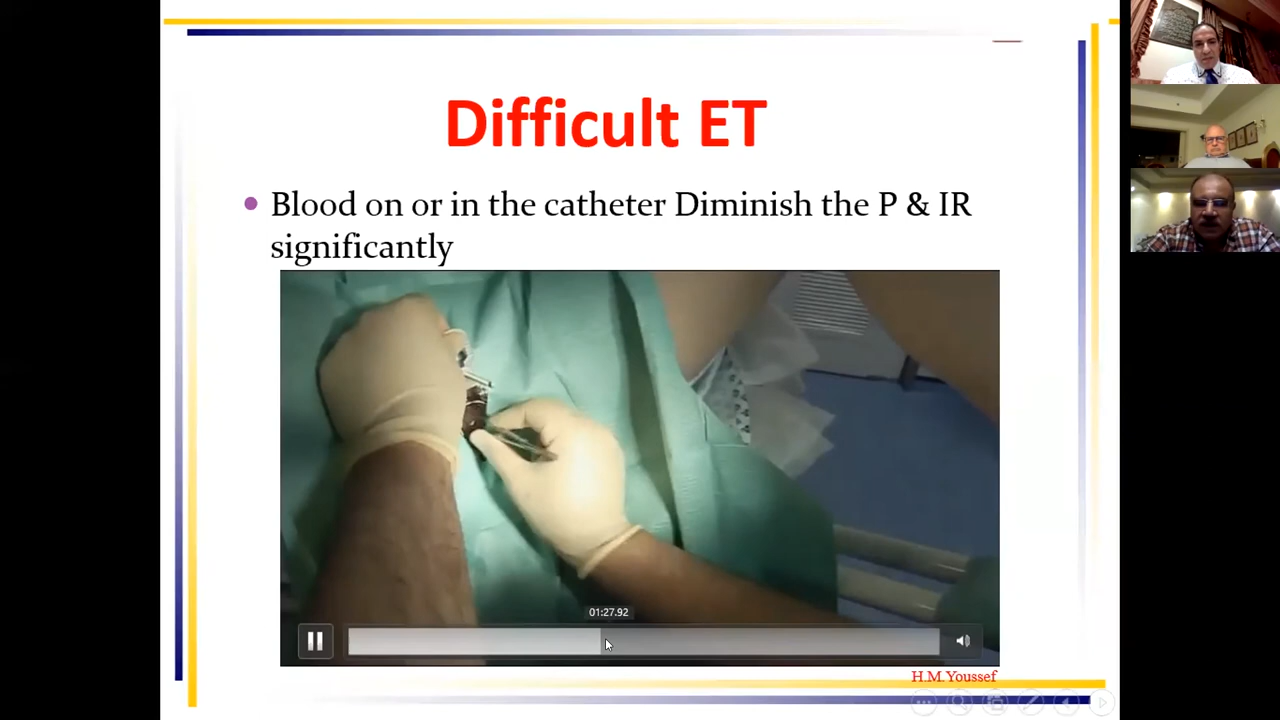 Difficult ET
Blood on or in the catheter Diminish the P & IR
significantly
01:27.92
H.M.Youssef